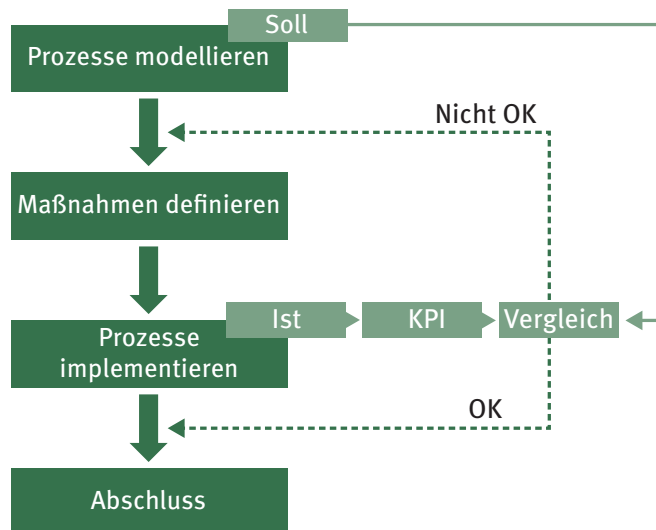 Soll
Prozesse modellieren
Nicht OK
Maßnahmen definieren
Ist
KPI
Vergleich
Prozesse
implementieren
OK
Abschluss